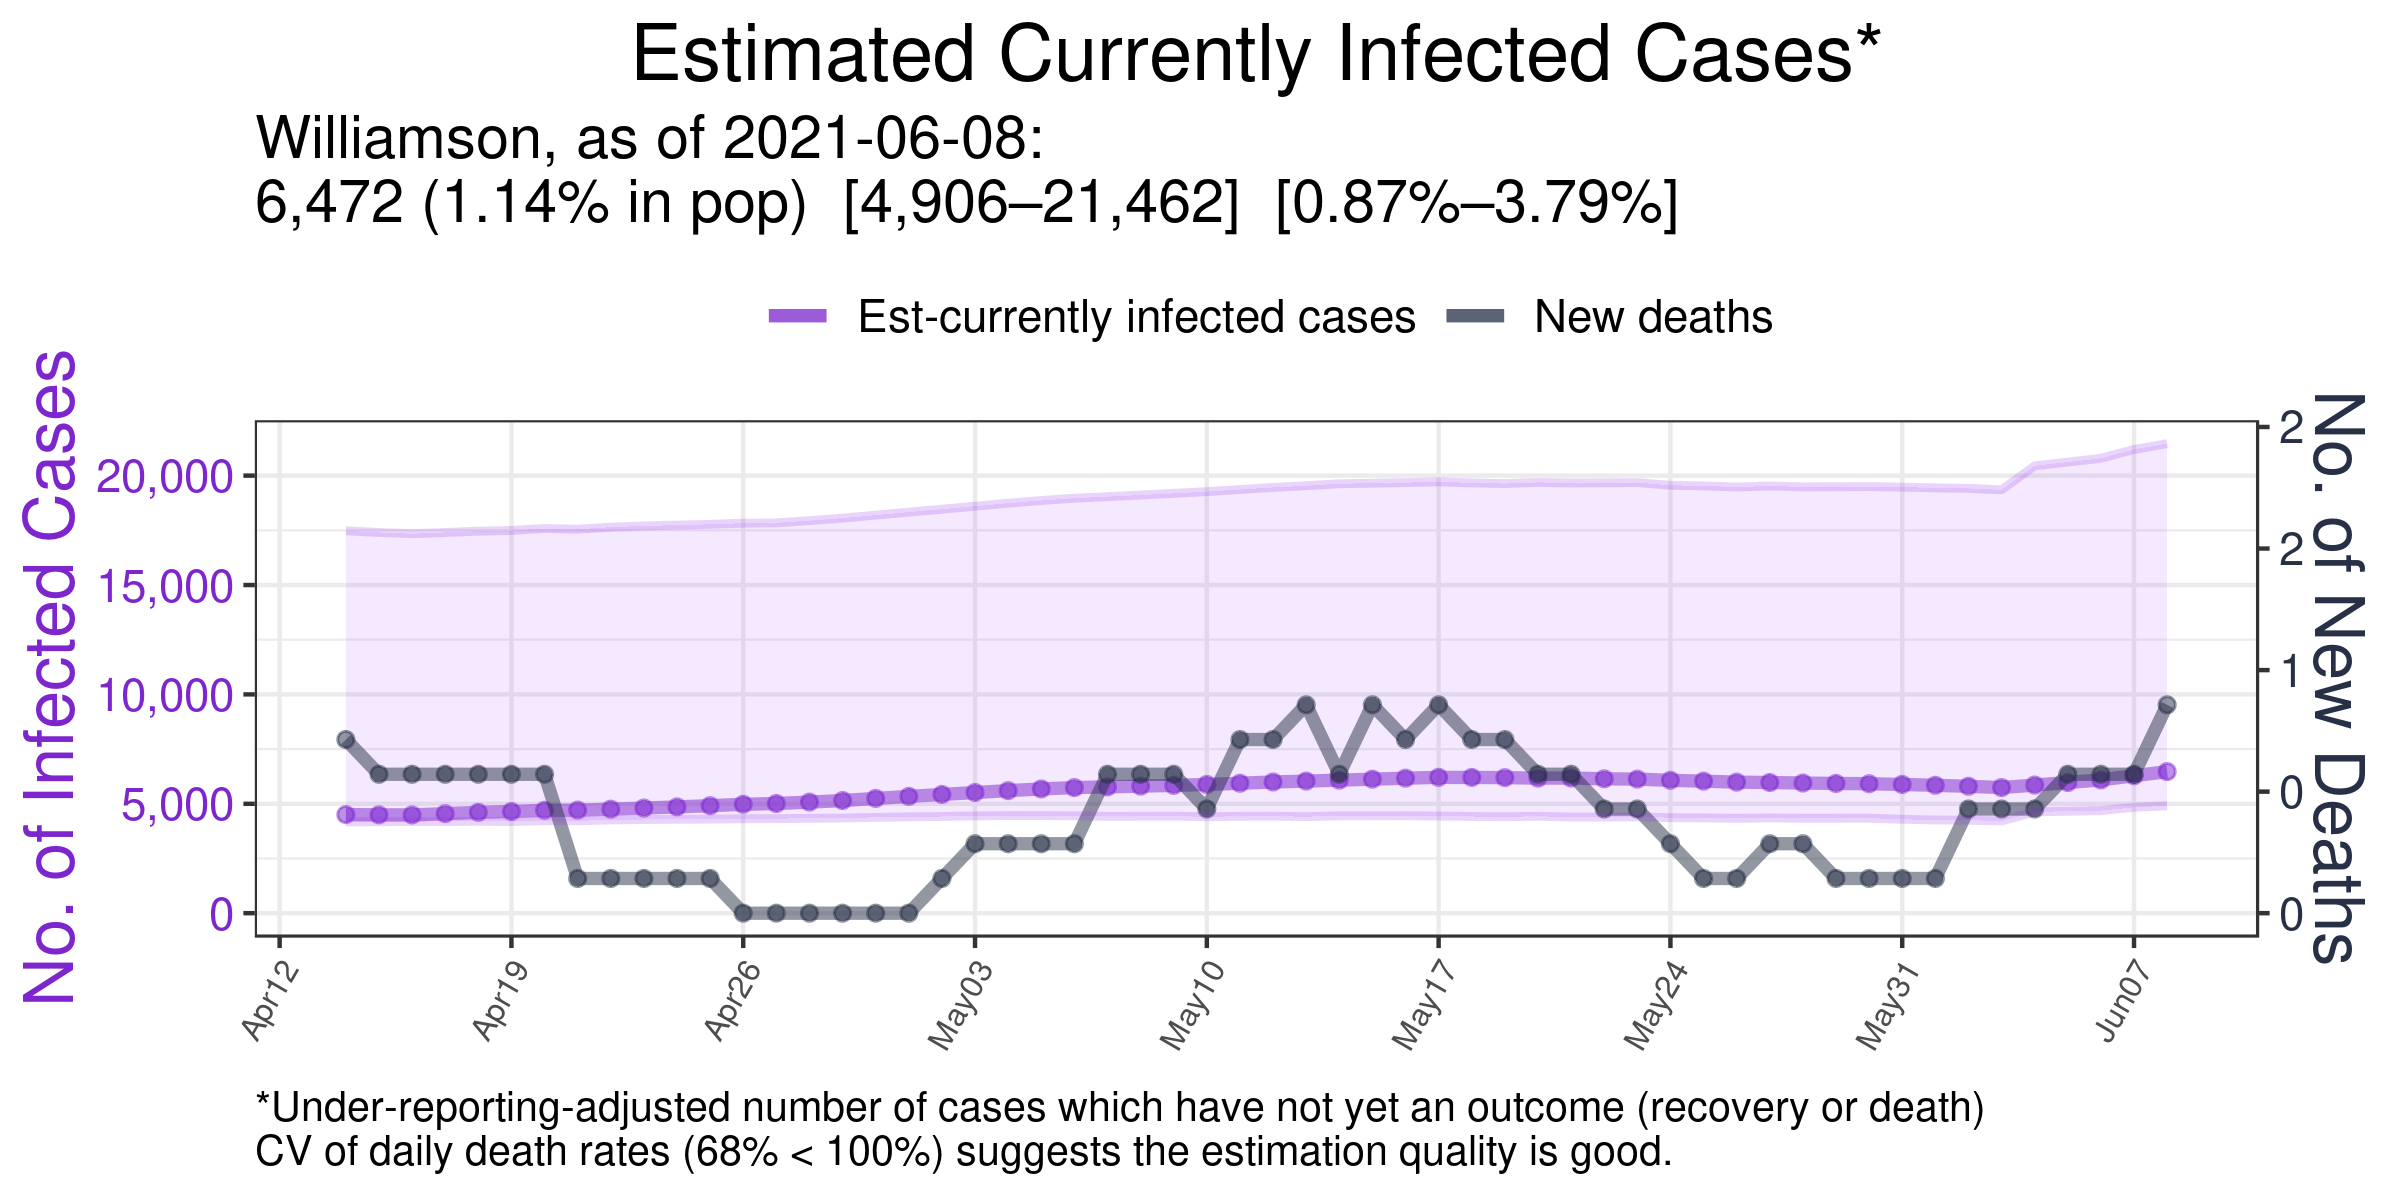 Estimated Currently Infected Cases*
Williamson, as of 2021-06-08:
6,472 (1.14% in pop) [4,906–21,462] [0.87%–3.79%]
Est-currently infected cases New deaths
No. of Infected Cases
20,000
15,000
10,000
5,000
0
2
2
1
0
0
No. of New Deaths
Apr12 Apr19 Apr26 May03 May10 May17 May24 May31 Jun07
*Under-reporting-adjusted number of cases which have not yet an outcome (recovery or death)
CV of daily death rates (68% < 100%) suggests the estimation quality is good.